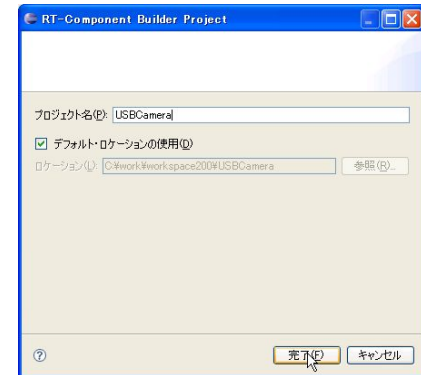 RT-Component Builder Project
プロジェクト名(P): USBCamera
デフォルト・ロケーションの使用(D)
ロケーション(L): C:¥work¥workspace200¥USBCamera 参照(R)...
完了(F) キャンセル